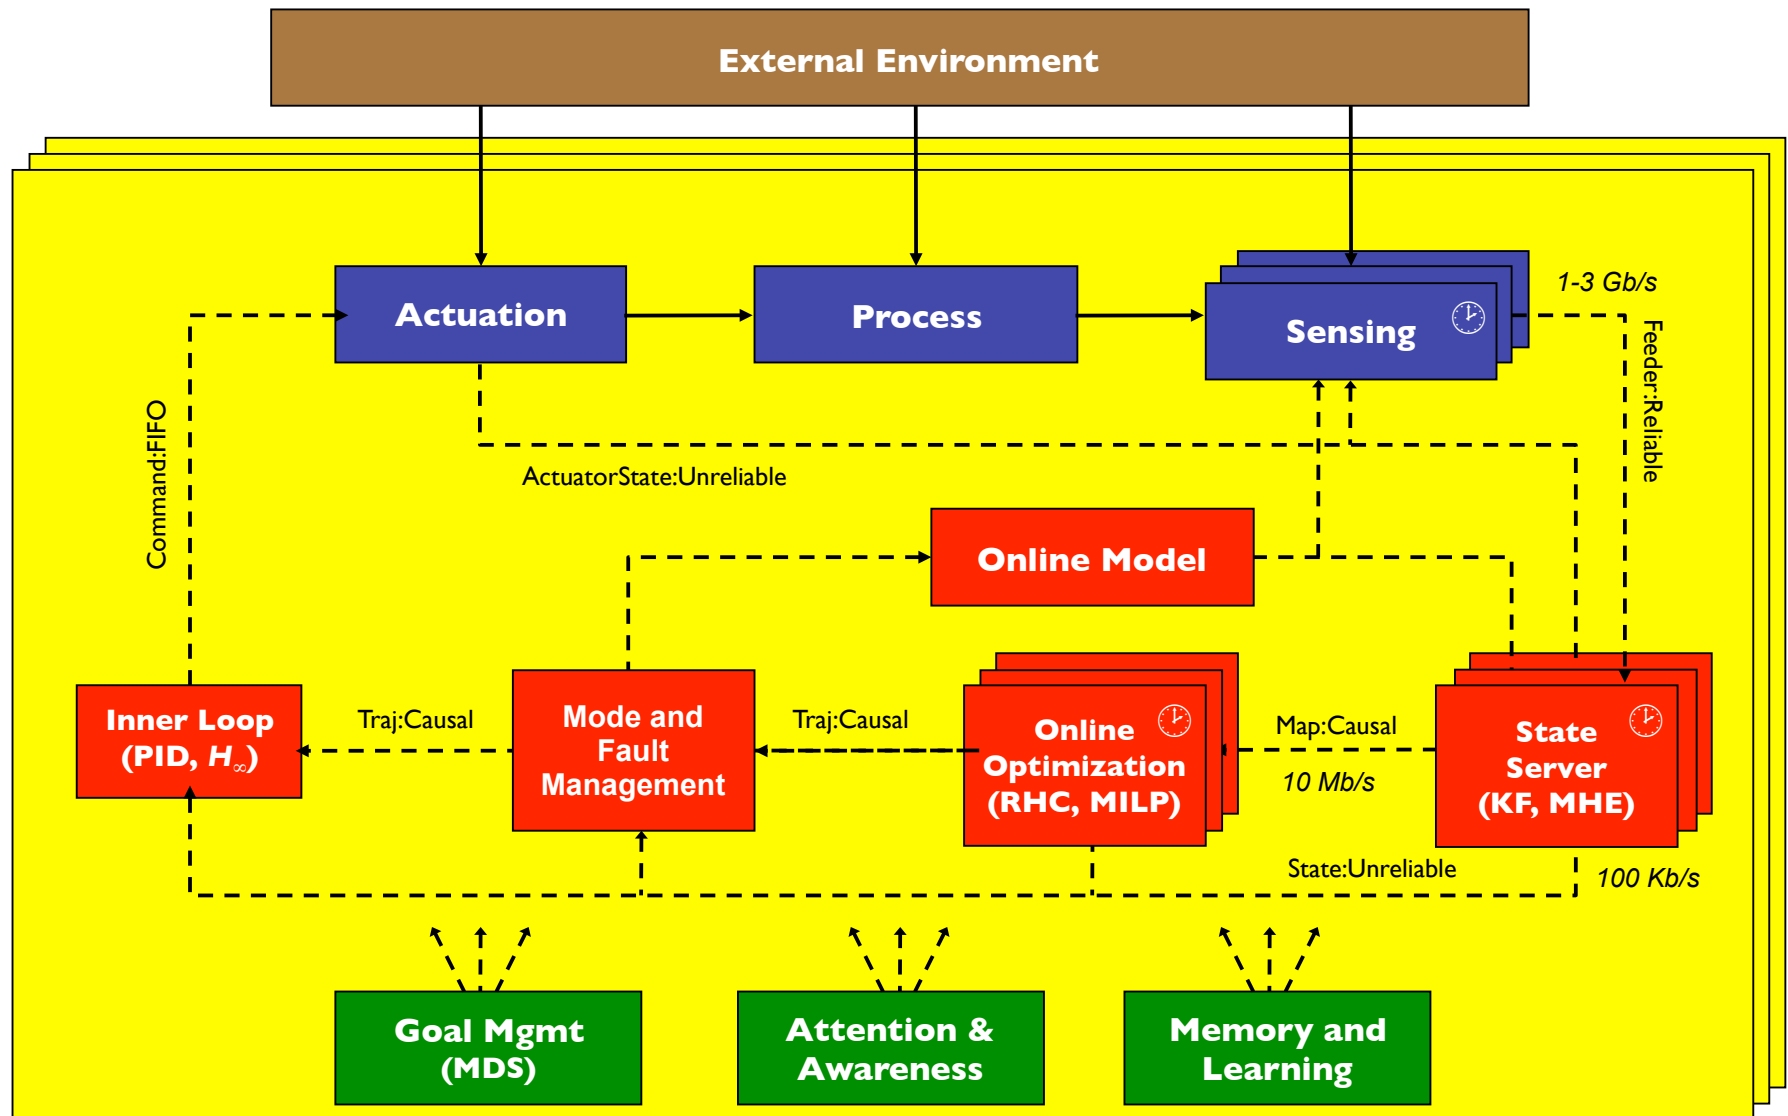 External Environment
Actuation
Process
Sensing
1-3 Gb/s
Feeder:Reliable
Command:FIFO
ActuatorState:Unreliable
Online Model
Inner Loop
(PID, H∞)
Traj:Causal
Mode and
Fault
Management
Traj:Causal
Online
Optimization
(RHC, MILP)
Map:Causal
10 Mb/s
State
Server
(KF, MHE)
State:Unreliable
100 Kb/s
Goal Mgmt
(MDS)
Attention &
Awareness
Memory and
Learning